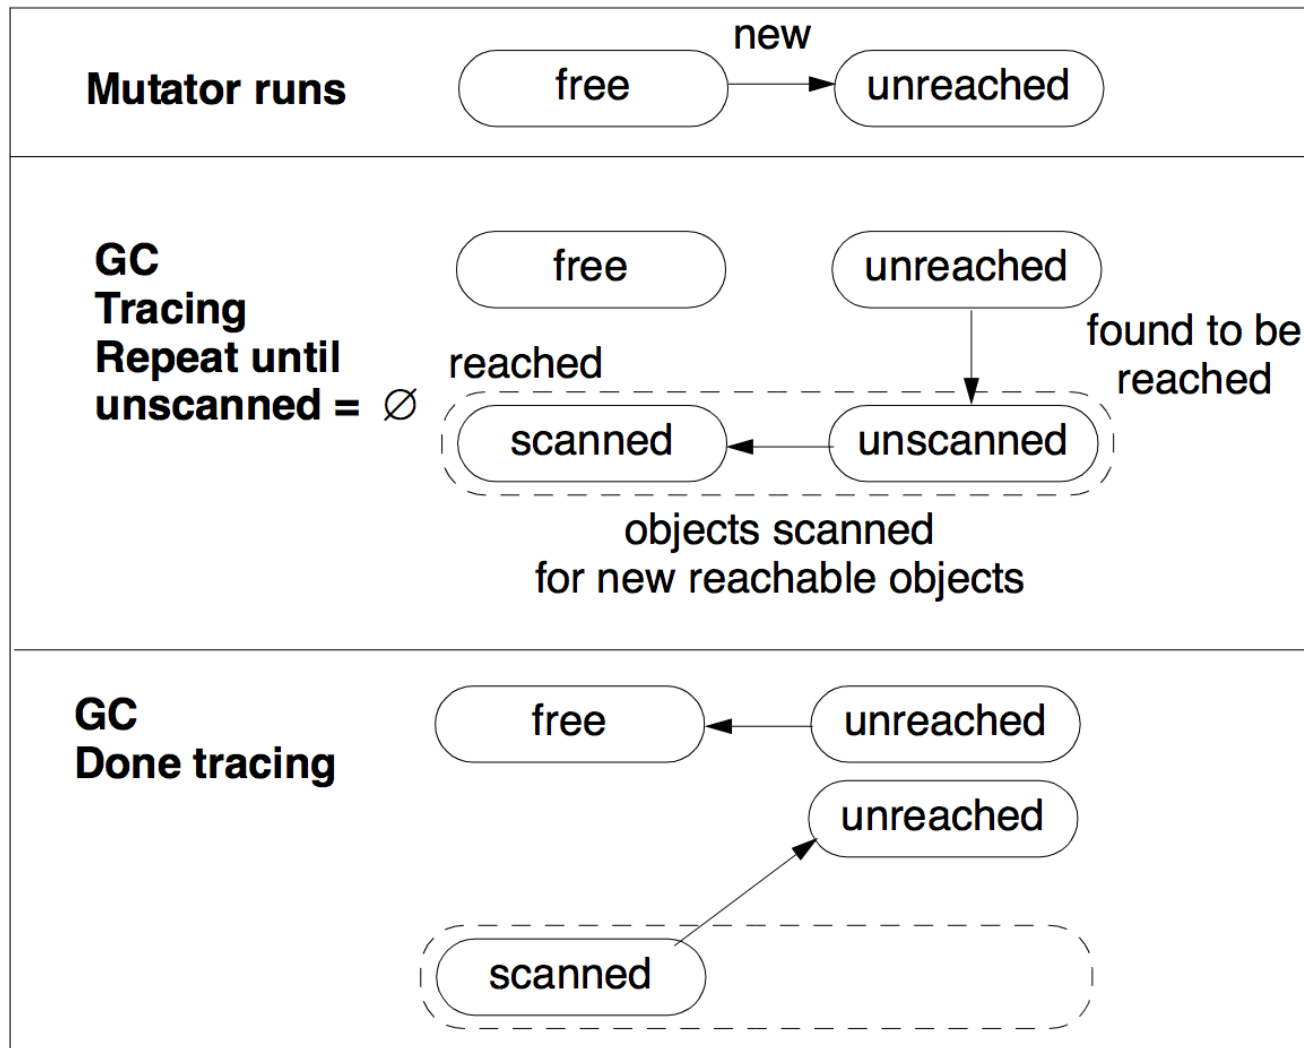 new
Mutator runs
free
unreached
GC
Tracing
Repeat until
unscanned = ∅
free
unreached
found to be
reached
reached
scanned
unscanned
objects scanned
for new reachable objects
GC
Done tracing
free
unreached
unreached
scanned